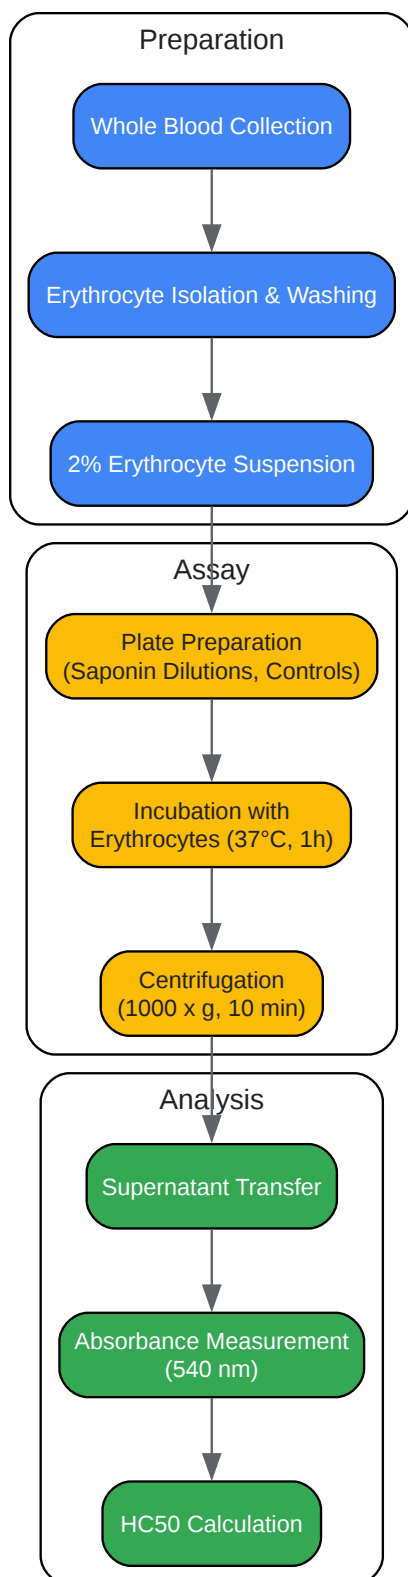 Preparation
Whole Blood Collection
Erythrocyte Isolation & Washing
2% Erythrocyte Suspension
Assay
Plate Preparation
(Saponin Dilutions, Controls)
Incubation with
Erythrocytes (37°C, 1h)
Centrifugation
(1000 x g, 10 min)
Analysis
Supernatant Transfer
Absorbance Measurement
(540 nm)
HC50 Calculation